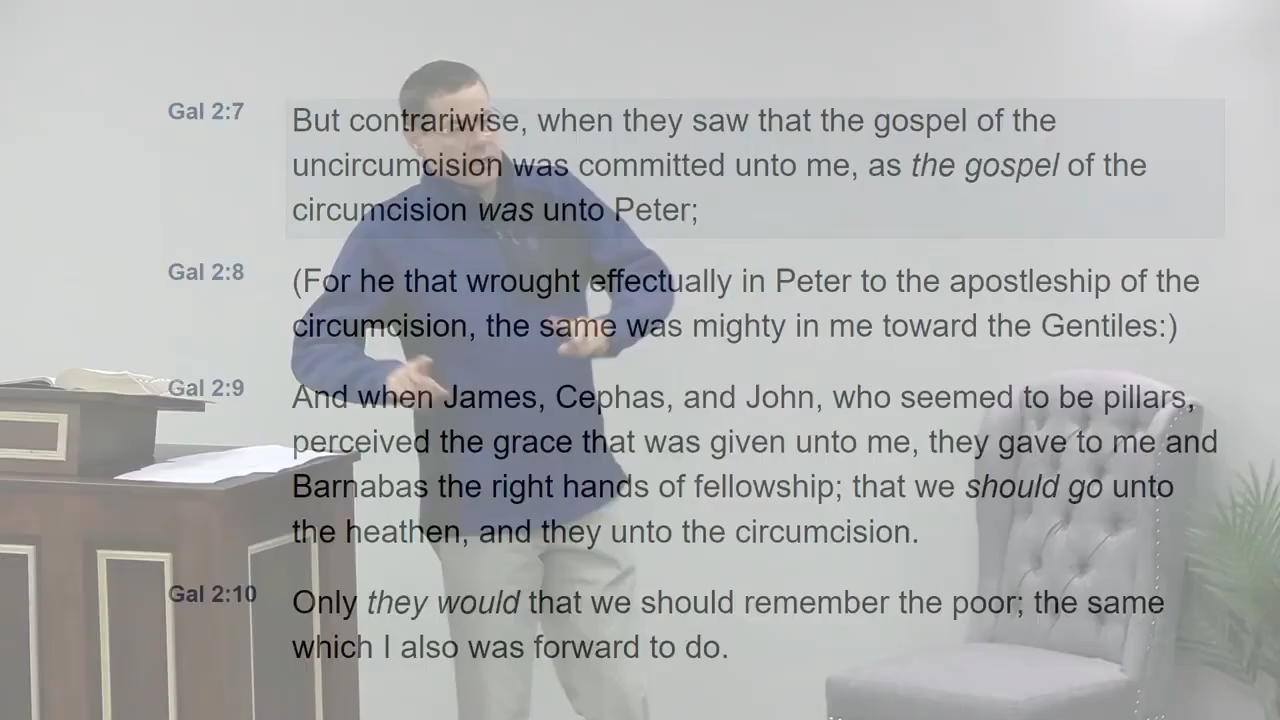 Gal 2:7 But contrariwise, when they saw that the gospel of the
uncircumcision was committed unto me, as the gospel of the
circumcision was unto Peter;
Gal 2:8 (For he that wrought effectually in Peter to the apostleship of the
circumcision, the same was mighty in me toward the Gentiles:)
Gal 2:9 And when James, Cephas, and John, who seemed to be pillars,
perceived the grace that was given unto me, they gave to me and
Barnabas the right hands of fellowship; that we should go unto
the heathen, and they unto the circumcision.
Gal 2:10 Only they would that we should remember the poor; the same
which I also was forward to do.